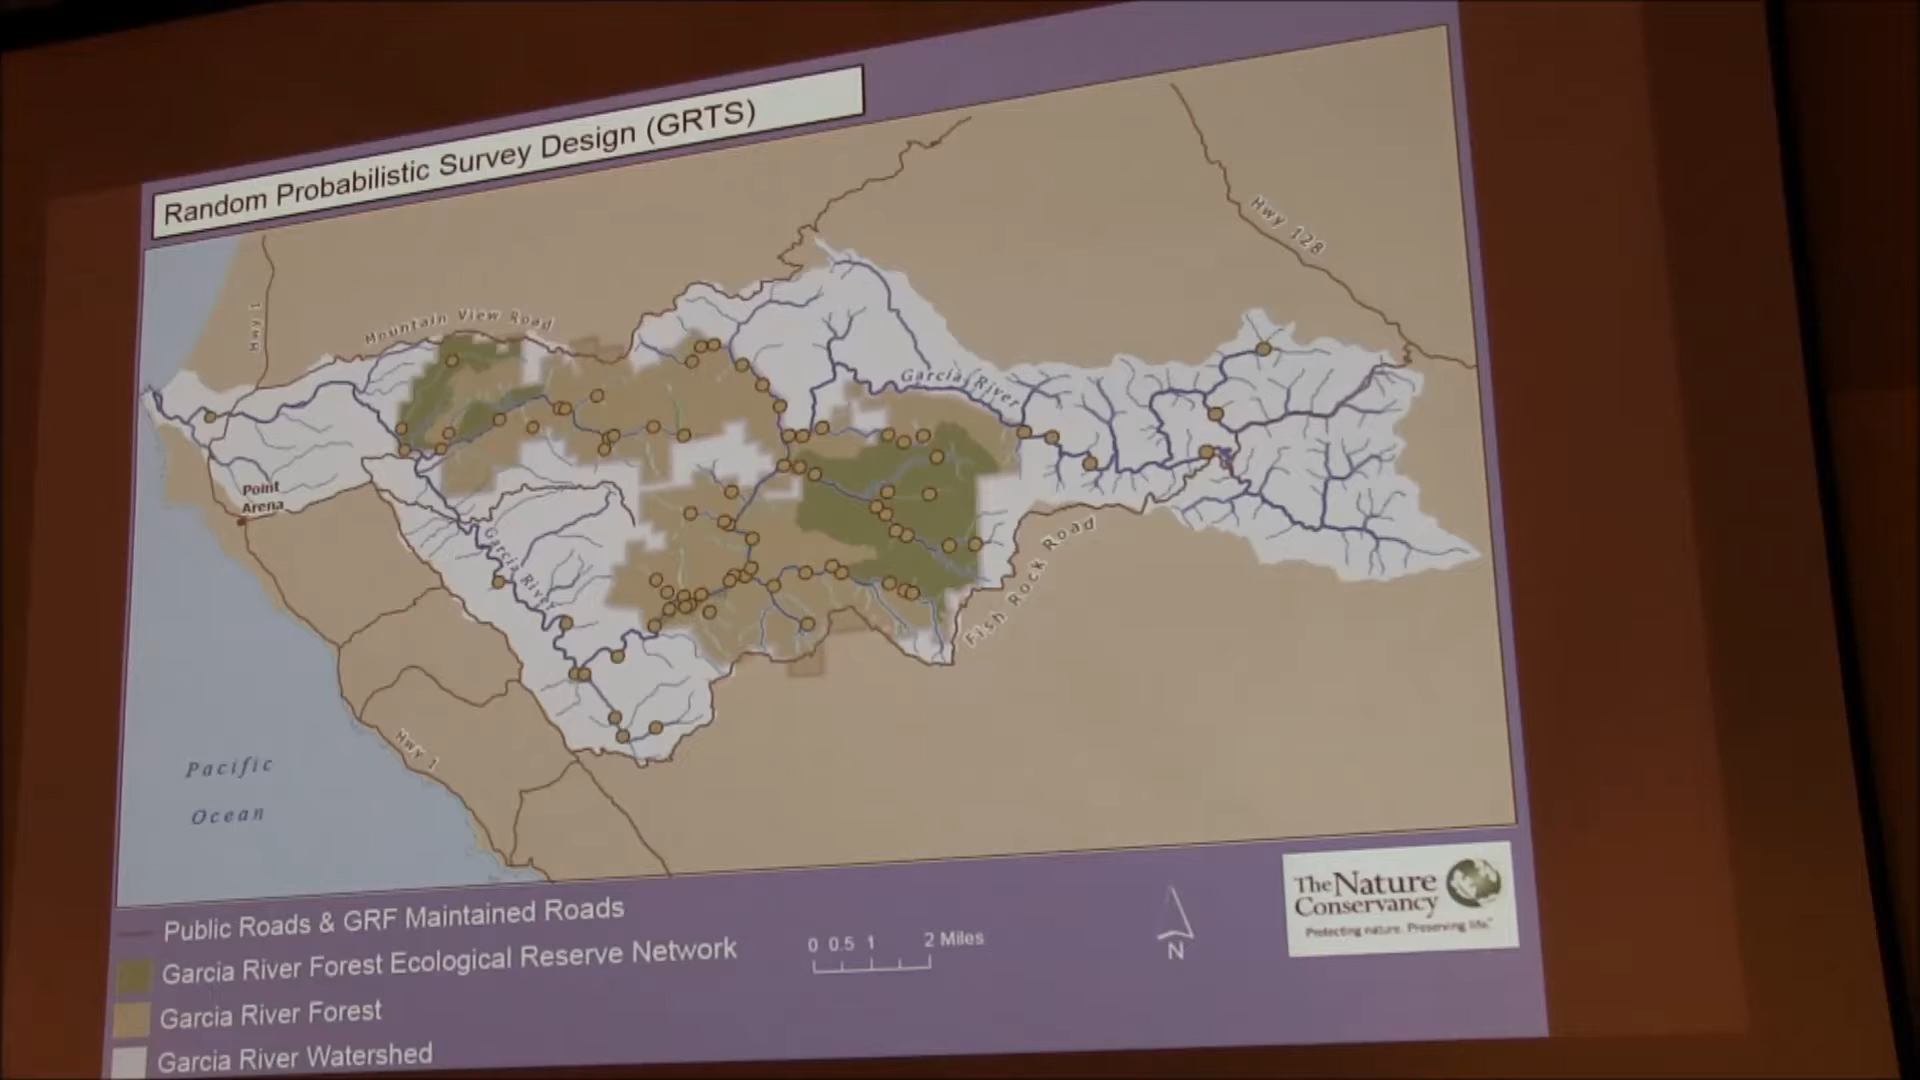 Random Probabilistic Survey Design (GRTS)
Hwy 128
Hwy 1
Mountain View Road
Garcia River
Point
Arena
Garcia River
Fish Rock Road
Hwy 1
Pacific
Ocean
Public Roads & GRF Maintained Roads
Garcia River Forest Ecological Reserve Network
Garcia River Forest
Garcia River Watershed
0 0.5 1 2 Miles
N
The Nature
Conservancy
Protecting nature. Preserving life.™